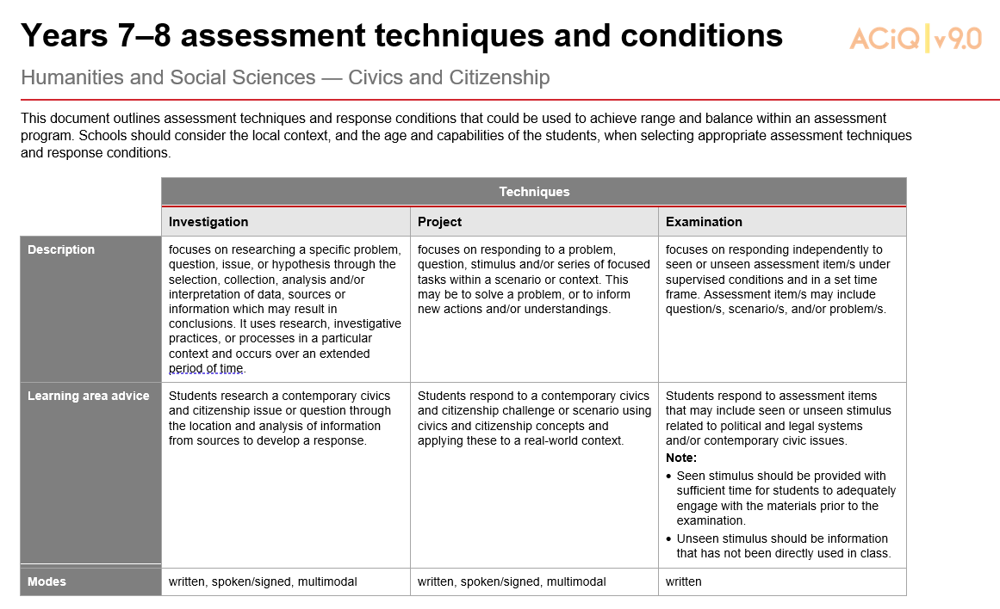 Years 7–8 assessment techniques and conditions
ACiQ v9.0
Humanities and Social Sciences — Civics and Citizenship
This document outlines assessment techniques and response conditions that could be used to achieve range and balance within an assessment
program. Schools should consider the local context, and the age and capabilities of the students, when selecting appropriate assessment techniques
and response conditions.
Techniques
Investigation
Project
Examination
Description
focuses on researching a specific problem,
question, issue, or hypothesis through the
selection, collection, analysis and/or
interpretation of data, sources or
information which may result in
conclusions. It uses research, investigative
practices, or processes in a particular
context and occurs over an extended
period of time.
focuses on responding to a problem,
question, stimulus and/or series of focused
tasks within a scenario or context. This
may be to solve a problem, or to inform
new actions and/or understandings.
focuses on responding independently to
seen or unseen assessment item/s under
supervised conditions and in a set time
frame. Assessment item/s may include
question/s, scenario/s, and/or problem/s.
Learning area advice
Students research a contemporary civics
and citizenship issue or question through
the location and analysis of information
from sources to develop a response.
Students respond to a contemporary civics
and citizenship challenge or scenario using
civics and citizenship concepts and
applying these to a real-world context.
Students respond to assessment items
that may include seen or unseen stimulus
related to political and legal systems
and/or contemporary civic issues.
Note:
• Seen stimulus should be provided with
sufficient time for students to adequately
engage with the materials prior to the
examination.
• Unseen stimulus should be information
that has not been directly used in class.
Modes
written, spoken/signed, multimodal
written, spoken/signed, multimodal
written